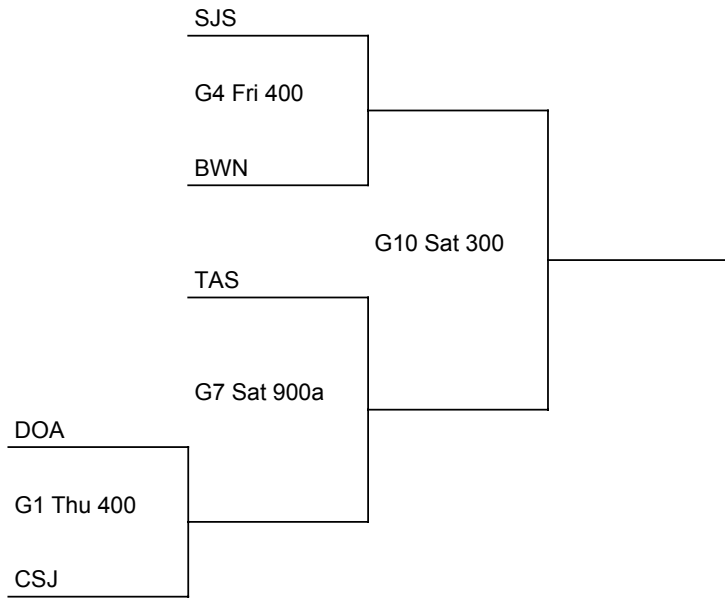 SJS
G4 Fri 400
BWN
G10 Sat 300
TAS
G7 Sat 900a
DOA
G1 Thu 400
CSJ